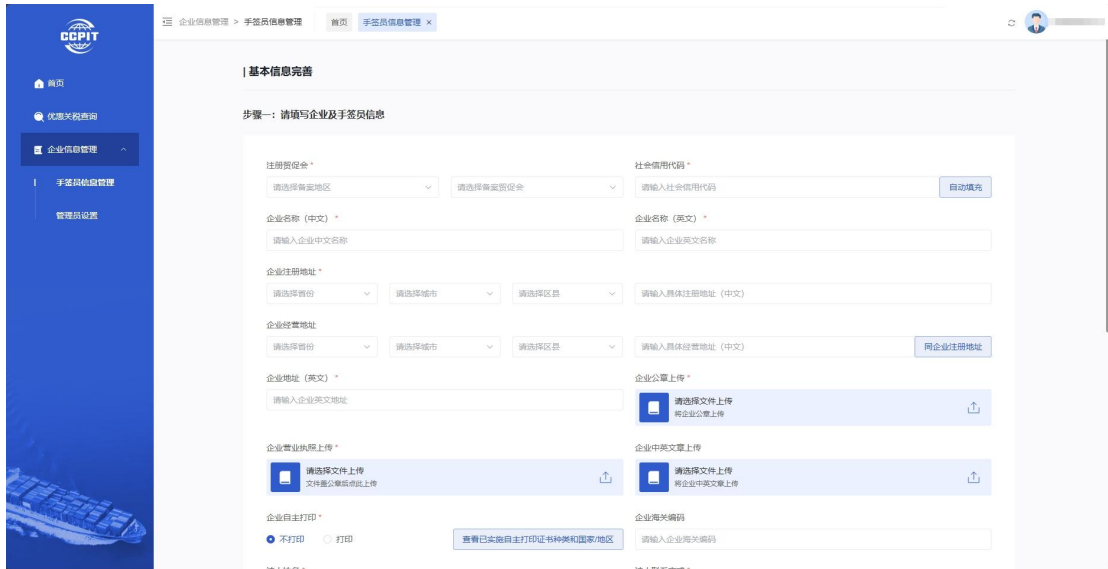 CCPIT
首页
优惠关税查询
企业信息管理
手签员信息管理
管理员设置
企业信息管理 > 手签员信息管理 首页 手签员信息管理 ×
| 基本信息完善
步骤一：请填写企业及手签员信息
注册贸促会 * 社会信用代码 *
请选择备案地区 请选择备案贸促会 请输入社会信用代码 自动填充
企业名称（中文） * 企业名称（英文） *
请输入企业中文名称 请输入企业英文名称
企业注册地址 *
请选择省份 请选择城市 请选择区县 请输入具体注册地址（中文）
企业经营地址
请选择省份 请选择城市 请选择区县 请输入具体经营地址（中文） 同企业注册地址
企业地址（英文） * 企业公章上传 *
请输入企业英文地址 请选择文件上传
将企业公章上传
企业营业执照上传 * 企业中英文章上传
请选择文件上传 请选择文件上传
文件盖公章后点此上传 将企业中英文章上传
企业自主打印 * 企业海关编码
不打印 打印 查看已实施自主打印证书种类和国家/地区 请输入企业海关编码